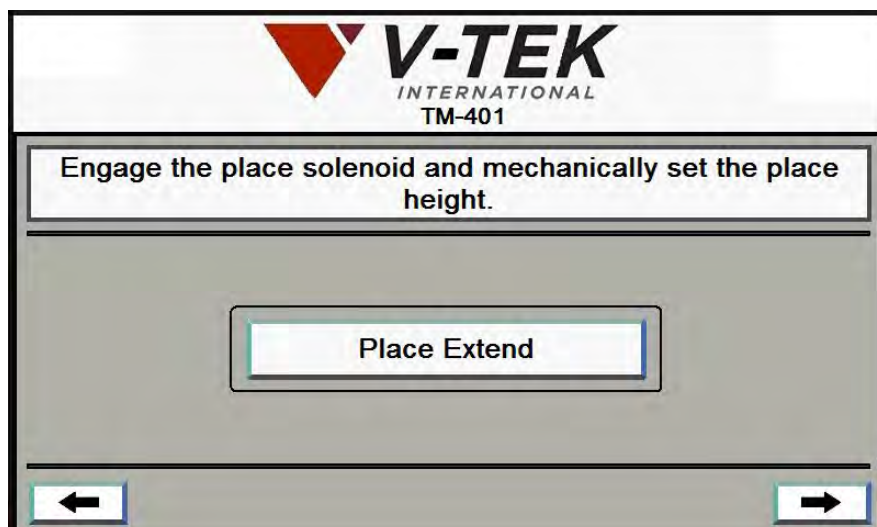 V-TEK
INTERNATIONAL
TM-401
Engage the place solenoid and mechanically set the place
height.
Place Extend